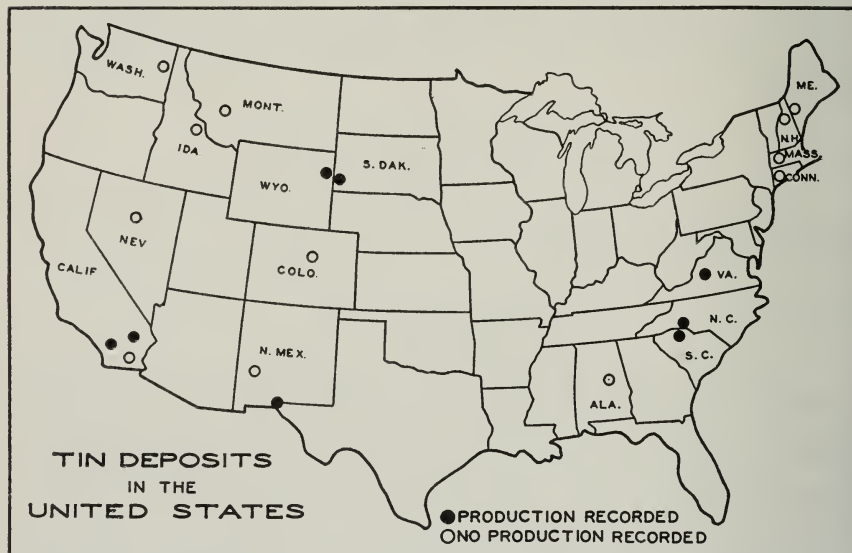 WASH.
MONT.
ME.
N.H.
IDA.
MASS.
S. DAK.
CONN.
WYO.
NEV
COLO.
CALIF
VA.
N. C.
N. MEX.
S. C.
ALA.
TIN DEPOSITS
IN THE
UNITED STATES
PRODUCTION RECORDED
NO PRODUCTION RECORDED